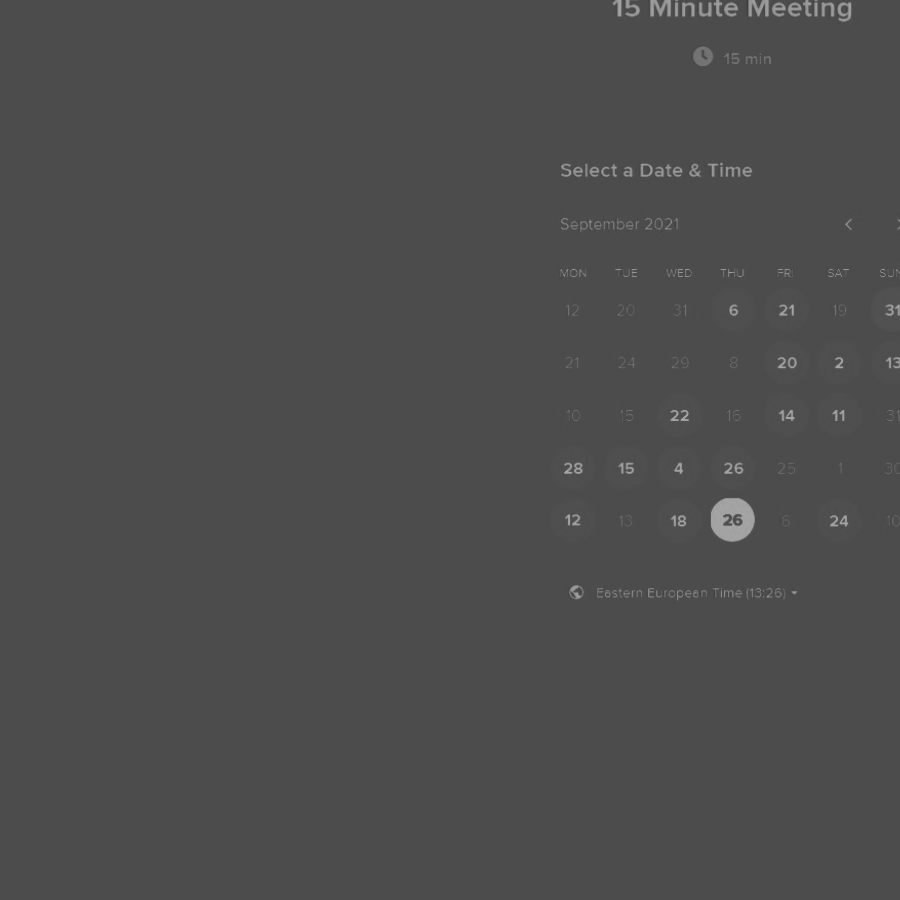 15 Minute Meeting
15 min
Select a Date & Time
September 2021
MON TUE WED THU FRI SAT SUN
12 20 31 6 21 19 31
21 24 29 8 20 2 13
10 15 22 16 14 11 31
28 15 4 26 25 1 30
12 13 18 26 6 24 10
Eastern European Time (13:26)